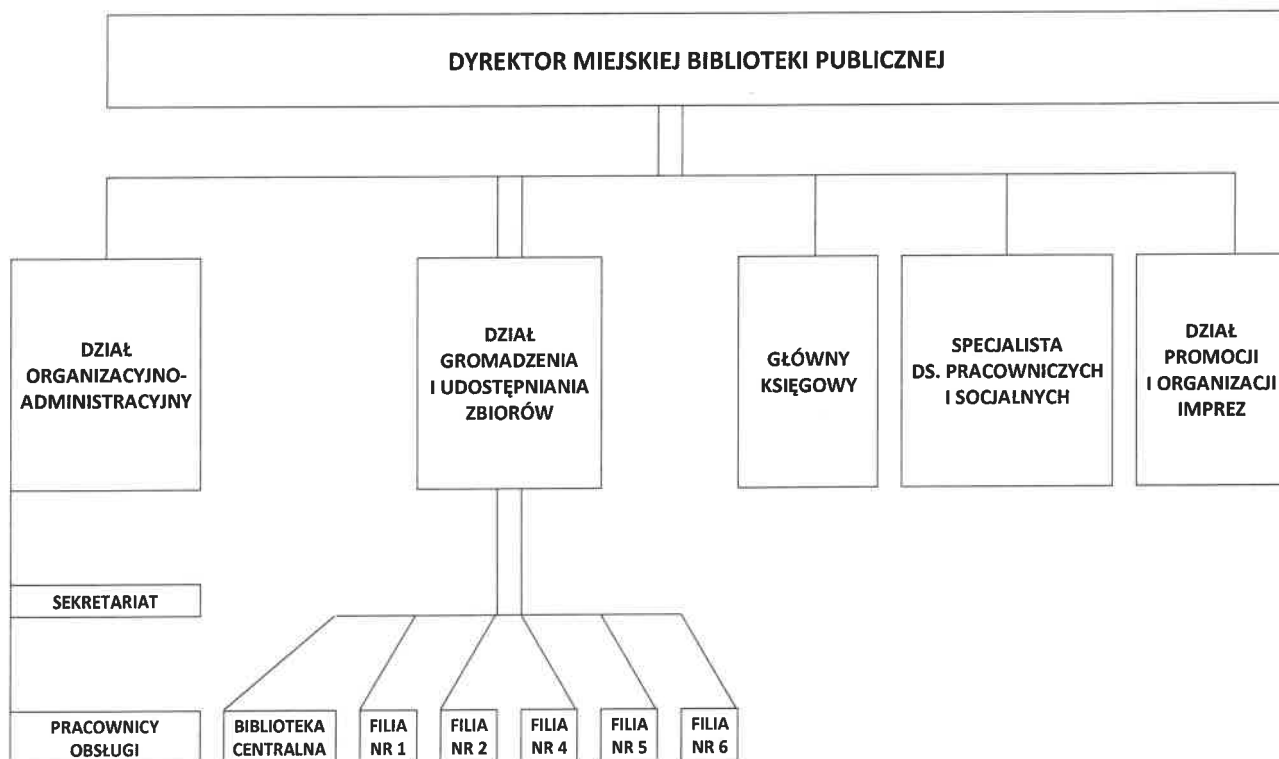 DYREKTOR MIEJSKIEJ BIBLIOTEKI PUBLICZNEJ
DZIAŁ
ORGANIZACYJNO-
ADMINISTRACYJNY
DZIAŁ
GROMADZENIA
I UDOSTĘPNIANIA
ZBIORÓW
GŁÓWNY
KSIĘGOWY
SPECJALISTA
DS. PRACOWNICZYCH
I SOCJALNYCH
DZIAŁ
PROMOCJI
I ORGANIZACJI
IMPREZ
SEKRETARIAT
PRACOWNICY
OBSŁUGI
BIBLIOTEKA
CENTRALNA
FILIA
NR 1
FILIA
NR 2
FILIA
NR 4
FILIA
NR 5
FILIA
NR 6